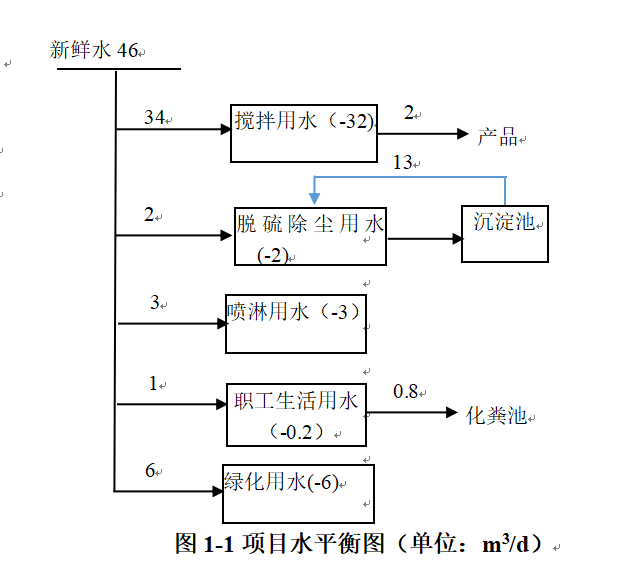 新鲜水 46
34
搅拌用水（-32)
2
产品
13
2
脱硫除尘用水
(-2)
沉淀池
3
喷淋用水（-3）
1
职工生活用水
（-0.2）
0.8
化粪池
6
绿化用水(-6)
图 1-1 项目水平衡图（单位：m³/d）